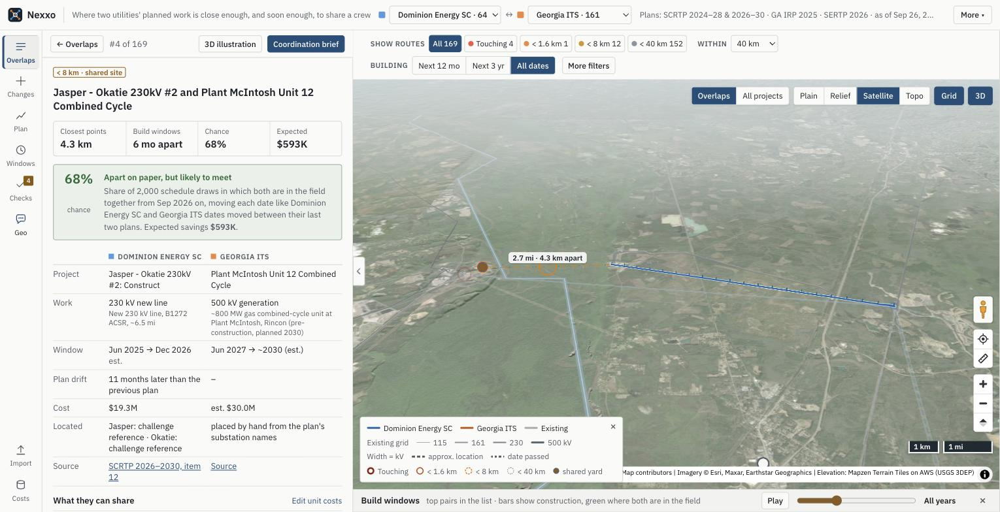 Nexxo
Where two utilities' planned work is close enough, and soon enough, to share a crew
Dominion Energy SC · 64
↔
Georgia ITS · 161
Plans: SCRTP 2024–28 & 2026–30 · GA IRP 2025 · SERTP 2026 · as of Sep 26, 2...
More
Overlaps
Changes
Plan
Windows
4
Checks
Geo
Import
Costs
← Overlaps
#4 of 169
3D illustration
Coordination brief
< 8 km · shared site
Jasper - Okatie 230kV #2 and Plant McIntosh Unit 12
Combined Cycle
Closest points
4.3 km
Build windows
6 mo apart
Chance
68%
Expected
$593K
68%
chance
Apart on paper, but likely to meet
Share of 2,000 schedule draws in which both are in the field
together from Sep 2026 on, moving each date like Dominion
Energy SC and Georgia ITS dates moved between their last
two plans. Expected savings $593K.
DOMINION ENERGY SC
GEORGIA ITS
Project
Jasper - Okatie 230kV
#2: Construct
Plant McIntosh Unit 12 Combined
Cycle
Work
230 kV new line
New 230 kV line, B1272
ACSR, ~6.5 mi
500 kV generation
~800 MW gas combined-cycle unit at
Plant McIntosh, Rincon (pre-
construction, planned 2030)
Window
Jun 2025 → Dec 2026
est.
Jun 2027 → ~2030 (est.)
Plan drift
11 months later than the
previous plan
–
Cost
$19.3M
est. $30.0M
Located
Jasper: challenge
reference · Okatie:
challenge reference
placed by hand from the plan's
substation names
Source
SCRTP 2026–2030, item
12
Source
What they can share
Edit unit costs
SHOW ROUTES
All 169
Touching 4
< 1.6 km 1
< 8 km 12
< 40 km 152
WITHIN
40 km
BUILDING
Next 12 mo
Next 3 yr
All dates
More filters
Overlaps
All projects
Plain
Relief
Satellite
Topo
Grid
3D
2.7 mi · 4.3 km apart
Dominion Energy SC
Georgia ITS
Existing
×
Existing grid
115
161
230
500 kV
Width = kV
approx. location
date passed
Touching
< 1.6 km
< 8 km
< 40 km
shared yard
1 km
1 mi
Map contributors | Imagery © Esri, Maxar, Earthstar Geographics | Elevation: Mapzen Terrain Tiles on AWS (USGS 3DEP)
Build windows
top pairs in the list · bars show construction, green where both are in the field
Play
All years
×